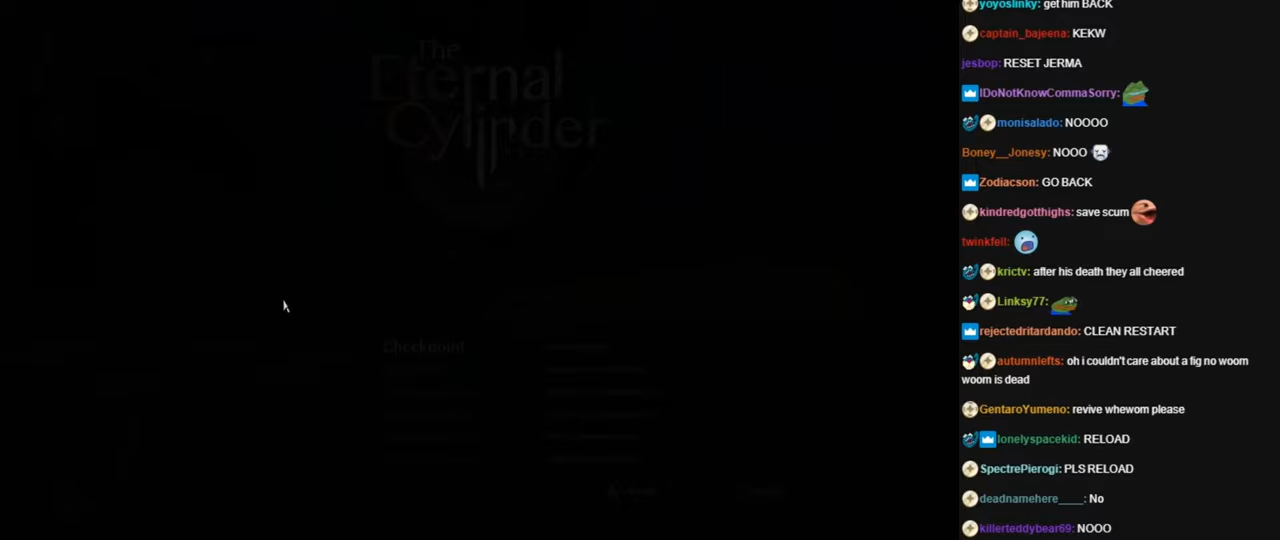 The
Eternal
Cylinder
Checkpoint
yoyoslinky: get him BACK
captain_bajeena: KEKW
jesbop: RESET JERMA
IDoNotKnowCommaSorry:
monisalado: NOOOO
Boney__Jonesy: NOOO
Zodiacson: GO BACK
kindredgotthighs: save scum
twinkfell:
krictv: after his death they all cheered
Linksy77:
rejectedritardando: CLEAN RESTART
autumnlefts: oh i couldn't care about a fig no woom
woom is dead
GentaroYumeno: revive whewom please
lonelyspacekid: RELOAD
SpectrePierogi: PLS RELOAD
deadnamehere____: No
killerteddybear69: NOOO